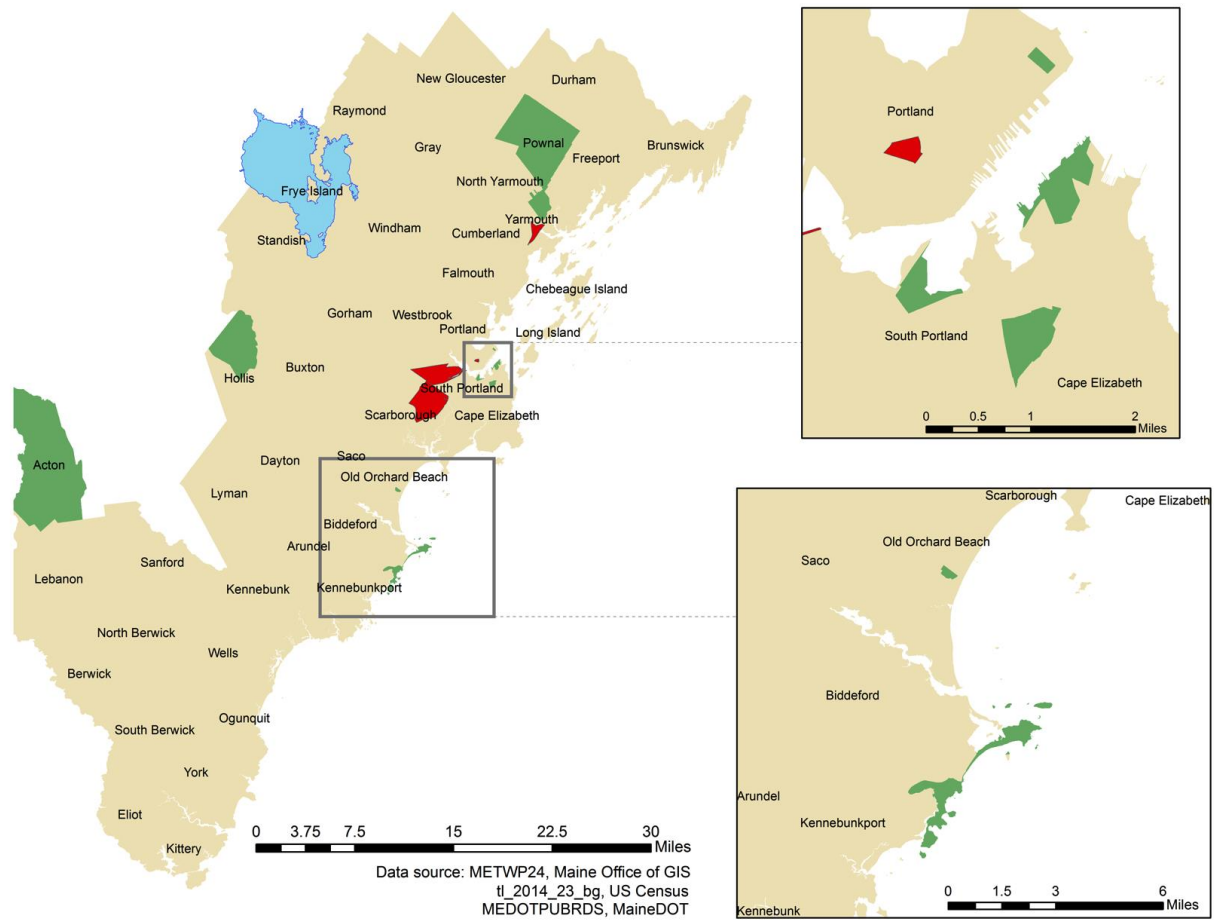 New Gloucester
Durham
Raymond
Gray
Pownal
Freeport
Brunswick
North Yarmouth
Frye Island
Yarmouth
Windham
Cumberland
Standish
Falmouth
Chebeague Island
Gorham
Westbrook
Portland
Long Island
Buxton
Hollis
South Portland
Scarborough
Cape Elizabeth
Saco
Dayton
Acton
Old Orchard Beach
Lyman
Biddeford
Arundel
Sanford
Lebanon
Kennebunk
Kennebunkport
North Berwick
Wells
Berwick
Ogunquit
South Berwick
York
Eliot
Kittery
0 3.75 7.5 15 22.5 30
Miles
Data source: METWP24, Maine Office of GIS
tl_2014_23_bg, US Census
MEDOTPUBRDS, MaineDOT
Portland
South Portland
Cape Elizabeth
0 0.5 1 2
Miles
Scarborough
Cape Elizabeth
Old Orchard Beach
Saco
Biddeford
Arundel
Kennebunkport
Kennebunk
0 1.5 3 6
Miles